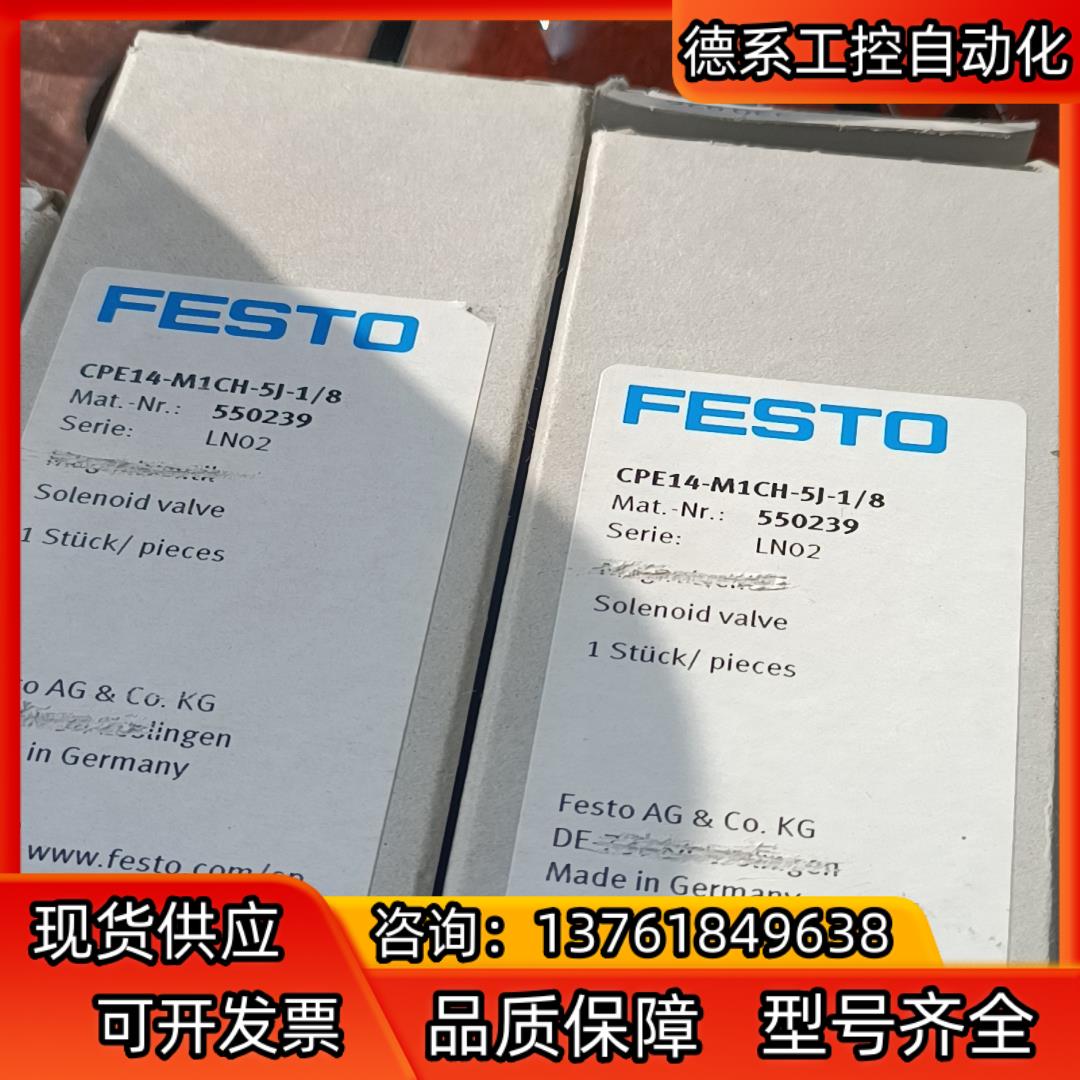 德系工控自动化
FESTO
CPE14-M1CH-5J-1/8
Mat.-Nr.: 550239
Serie: LN02
Solenoid valve
1 Stück/ pieces
o AG & Co. KG
lingen
in Germany
www.festo.com/en
FESTO
CPE14-M1CH-5J-1/8
Mat.-Nr.: 550239
Serie: LN02
Solenoid valve
1 Stück/ pieces
Festo AG & Co. KG
DE
Made in Germany
现货供应
咨询：13761849638
可开发票
品质保障
型号齐全